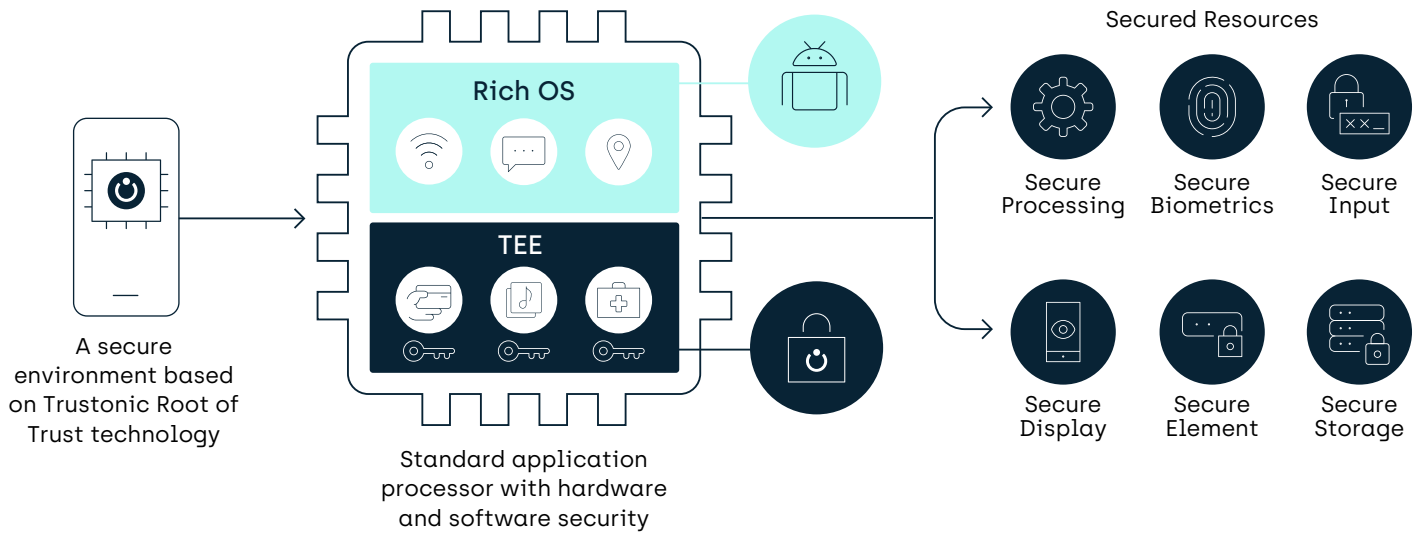 A secure
environment based
on Trustonic Root of
Trust technology
Rich OS
TEE
Standard application
processor with hardware
and software security
Secured Resources
Secure
Processing
Secure
Biometrics
Secure
Input
××_
Secure
Display
Secure
Element
Secure
Storage